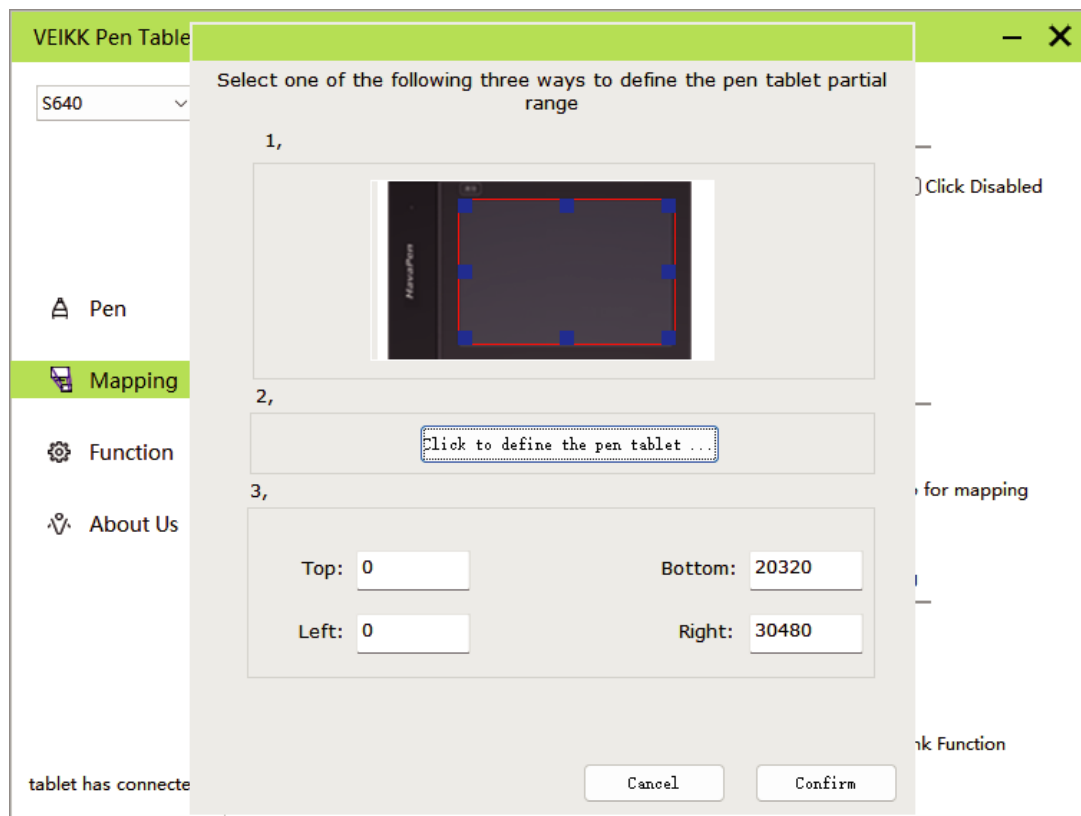 VEIKK Pen Table
Select one of the following three ways to define the pen tablet partial
range
S640
1,
Click Disabled
HavaPen
Pen
Mapping
2,
Click to define the pen tablet ...
Function
3,
for mapping
About Us
Top: 0
Bottom: 20320
Left: 0
Right: 30480
nk Function
tablet has connecte
Cancel
Confirm